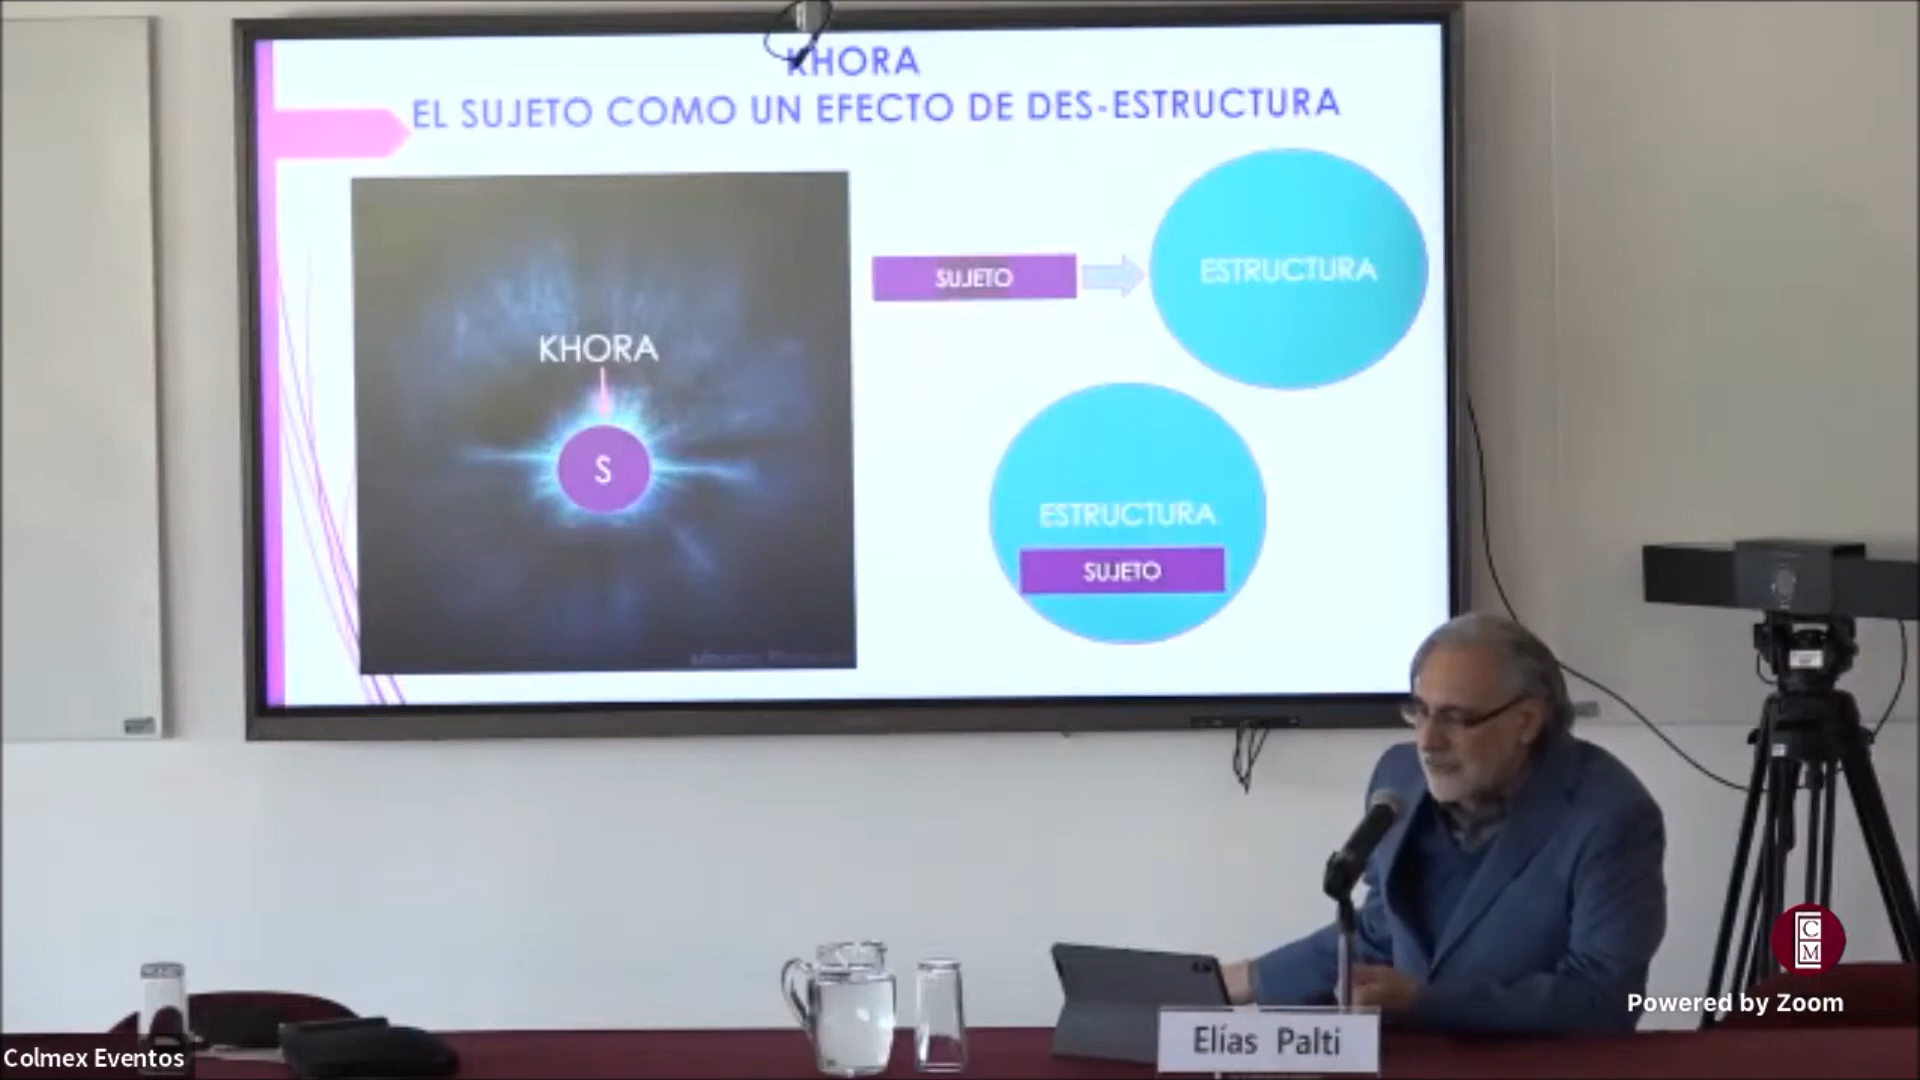 KHORA
EL SUJETO COMO UN EFECTO DE DES-ESTRUCTURA
SUJETO
ESTRUCTURA
KHORA
S
ESTRUCTURA
SUJETO
C
M
Powered by Zoom
Elías Palti
Colmex Eventos